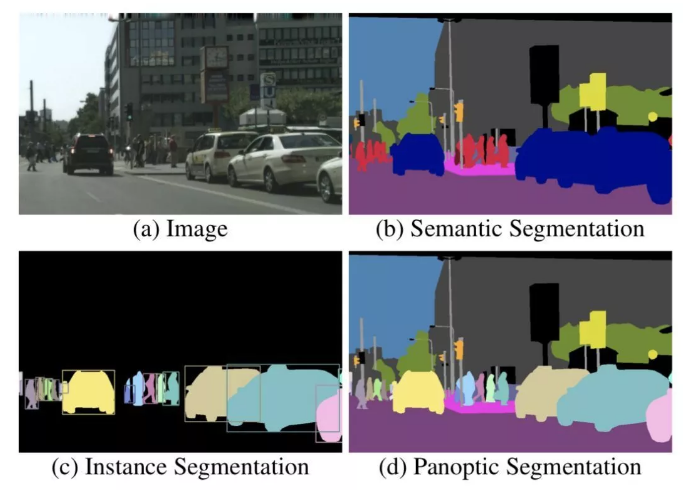 (a) Image
(b) Semantic Segmentation
(c) Instance Segmentation
(d) Panoptic Segmentation